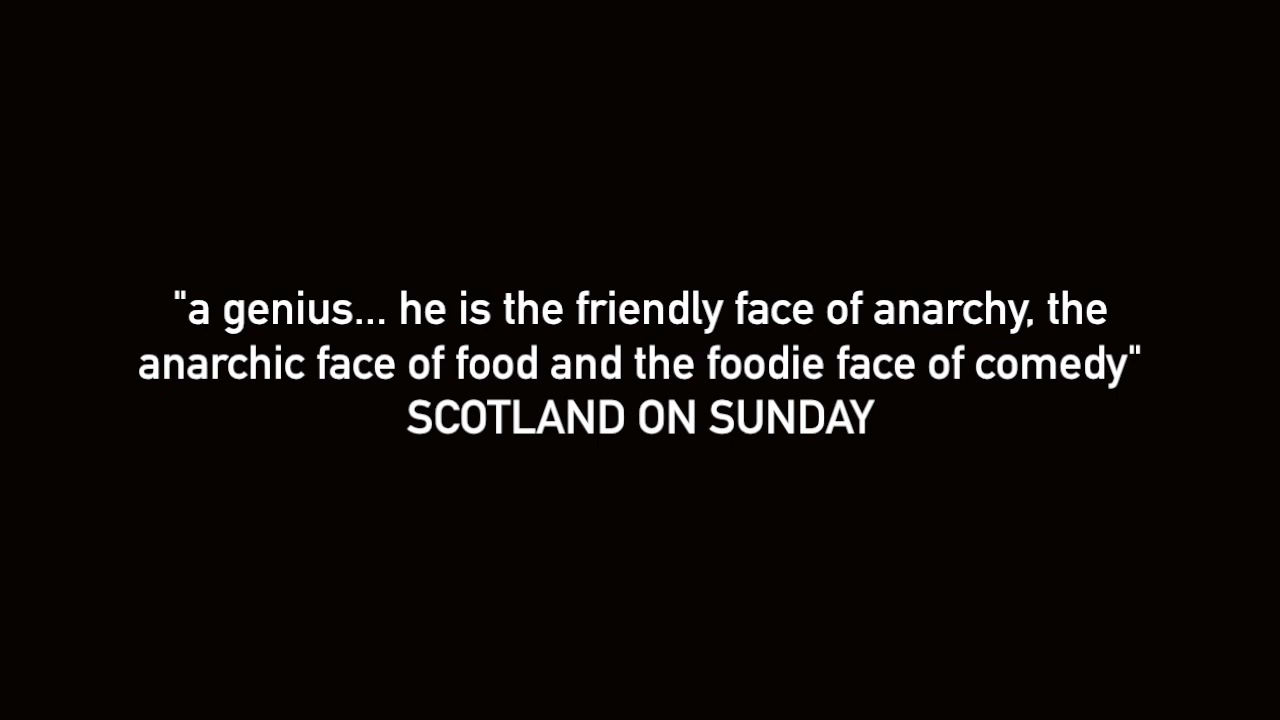 "a genius... he is the friendly face of anarchy, the
anarchic face of food and the foodie face of comedy"
SCOTLAND ON SUNDAY